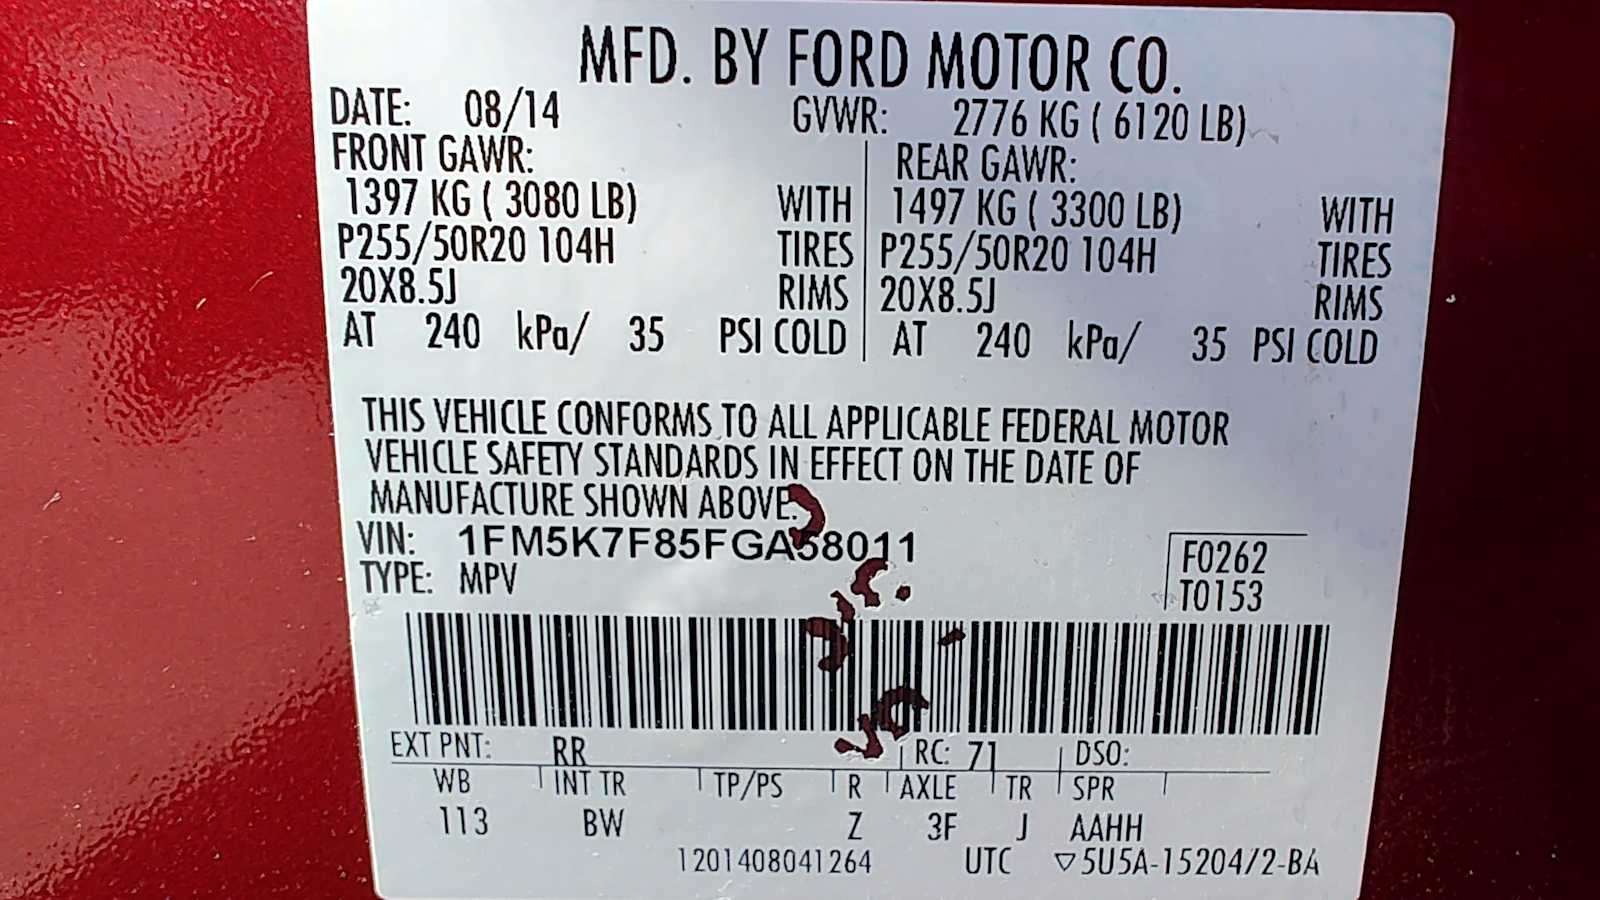 MFD. BY FORD MOTOR CO.
DATE: 08/14 GVWR: 2776 KG ( 6120 LB)
FRONT GAWR: REAR GAWR:
1397 KG ( 3080 LB) WITH 1497 KG ( 3300 LB) WITH
P255/50R20 104H TIRES P255/50R20 104H TIRES
20X8.5J RIMS 20X8.5J RIMS
AT 240 kPa/ 35 PSI COLD AT 240 kPa/ 35 PSI COLD
THIS VEHICLE CONFORMS TO ALL APPLICABLE FEDERAL MOTOR
VEHICLE SAFETY STANDARDS IN EFFECT ON THE DATE OF
MANUFACTURE SHOWN ABOVE.
VIN: 1FM5K7F85FGA58011
TYPE: MPV
F0262
T0153
EXT PNT: RR RC: 71 DSO:
WB INT TR TP/PS R AXLE TR SPR
113 BW Z 3F J AAHH
1201408041264 UTC ▽5U5A-15204/2-BA